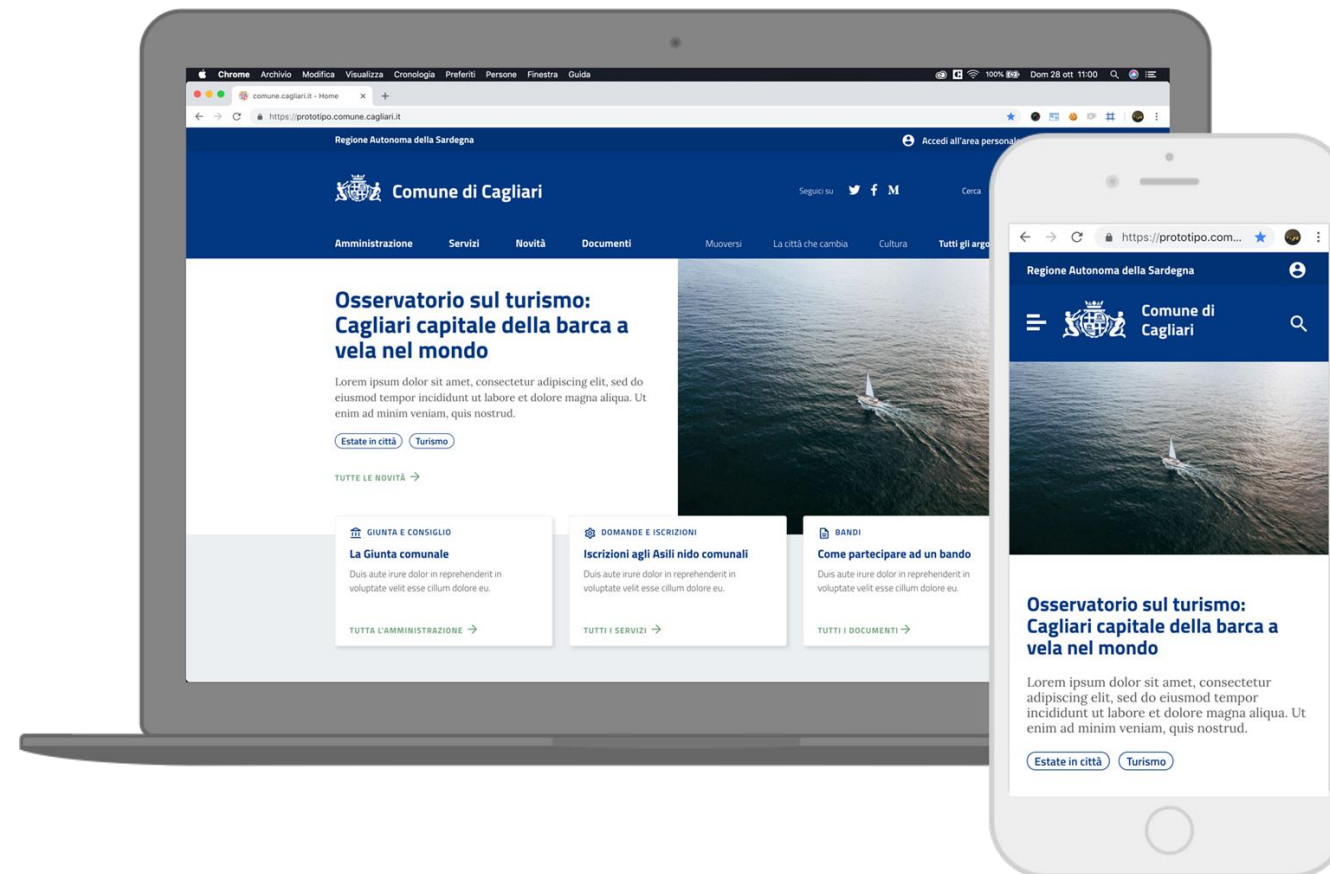 Chrome Archivio Modifica Visualizza Cronologia Preferiti Persone Finestra Guida 100% Dom 28 ott 11:00
comune.cagliari.it - Home
https://prototipo.comune.cagliari.it
Regione Autonoma della Sardegna Accedi all'area personale
Comune di Cagliari Seguici su Cerca
Amministrazione Servizi Novità Documenti Muoversi La città che cambia Cultura Tutti gli argo
Osservatorio sul turismo:
Cagliari capitale della barca a
vela nel mondo
Lorem ipsum dolor sit amet, consectetur adipiscing elit, sed do
eiusmod tempor incididunt ut labore et dolore magna aliqua. Ut
enim ad minim veniam, quis nostrud.
Estate in città Turismo
TUTTE LE NOVITÀ
GIUNTA E CONSIGLIO
La Giunta comunale
Duis aute irure dolor in reprehenderit in
voluptate velit esse cillum dolore eu.
TUTTA L'AMMINISTRAZIONE
DOMANDE E ISCRIZIONI
Iscrizioni agli Asili nido comunali
Duis aute irure dolor in reprehenderit in
voluptate velit esse cillum dolore eu.
TUTTI I SERVIZI
BANDI
Come partecipare ad un bando
Duis aute irure dolor in reprehenderit in
voluptate velit esse cillum dolore eu.
TUTTI I DOCUMENTI
https://prototipo.com...
Regione Autonoma della Sardegna
Comune di
Cagliari
Osservatorio sul turismo:
Cagliari capitale della barca a
vela nel mondo
Lorem ipsum dolor sit amet, consectetur
adipiscing elit, sed do eiusmod tempor
incididunt ut labore et dolore magna aliqua. Ut
enim ad minim veniam, quis nostrud.
Estate in città Turismo